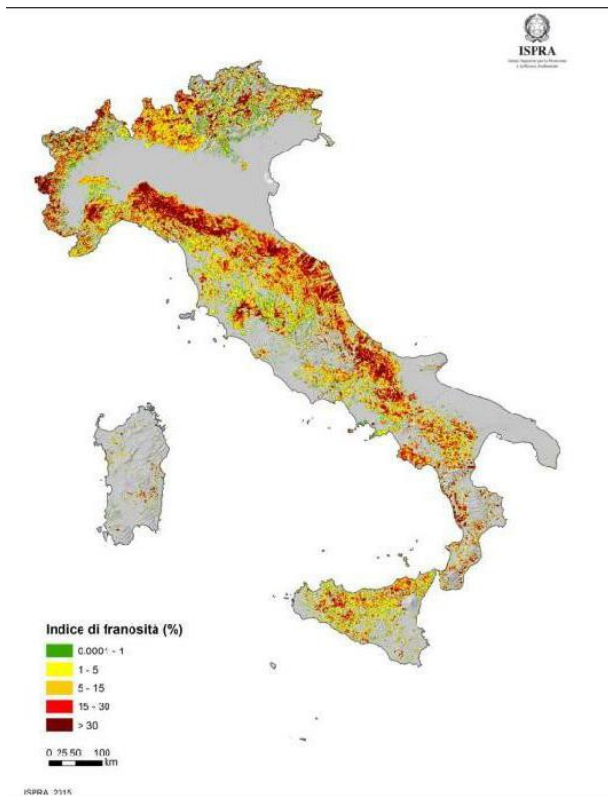 ISPRA
Indice di franosità (%)
0.0001 - 1
1 - 5
5 - 15
15 - 30
> 30
0 25 50 100
km
ISPRA 2015